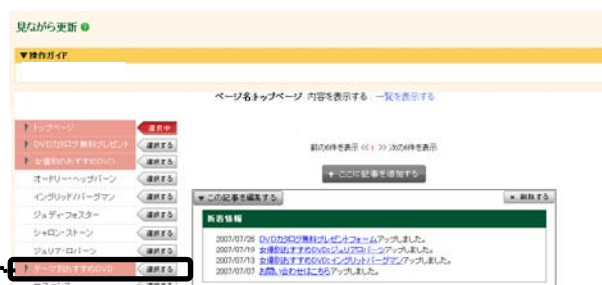 見ながら更新
▼操作ガイド
ページ名トップページ 内容を表示する 一覧を表示する
トップページ 選択中
DVDカタログ無料プレゼント 選択する
女優別おすすめDVD 選択する
オードリー・ヘップバーン 選択する
イングリッド/バーグマン 選択する
ジョディ・フォスター 選択する
シャロン・ストーン 選択する
ジュリア・ロバーツ 選択する
テーマ別おすすめDVD 選択する
サスペンス
前の6件を表示 << 1 >> 次の6件を表示
+ ここに記事を追加する
▼ この記事を編集する × 削除する
新着情報
2007/07/26 DVDカタログ無料プレゼントフォームアップしました。
2007/07/19 女優別おすすめDVD:ジュリアロバーツアップしました。
2007/07/13 女優別おすすめDVD:イングリットバーグマンアップしました。
2007/07/07 お問い合わせはこちらアップしました。